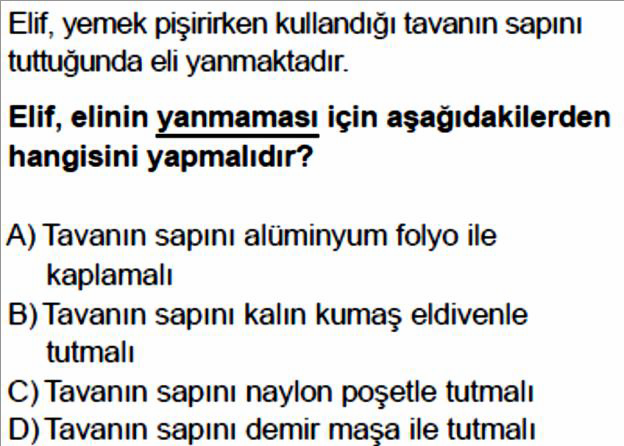 Elif, yemek pişirirken kullandığı tavanın sapını
tuttuğunda eli yanmaktadır.
Elif, elinin yanmaması için aşağıdakilerden
hangisini yapmalıdır?
A) Tavanın sapını alüminyum folyo ile
kaplamalı
B) Tavanın sapını kalın kumaş eldivenle
tutmalı
C) Tavanın sapını naylon poşetle tutmalı
D) Tavanın sapını demir maşa ile tutmalı